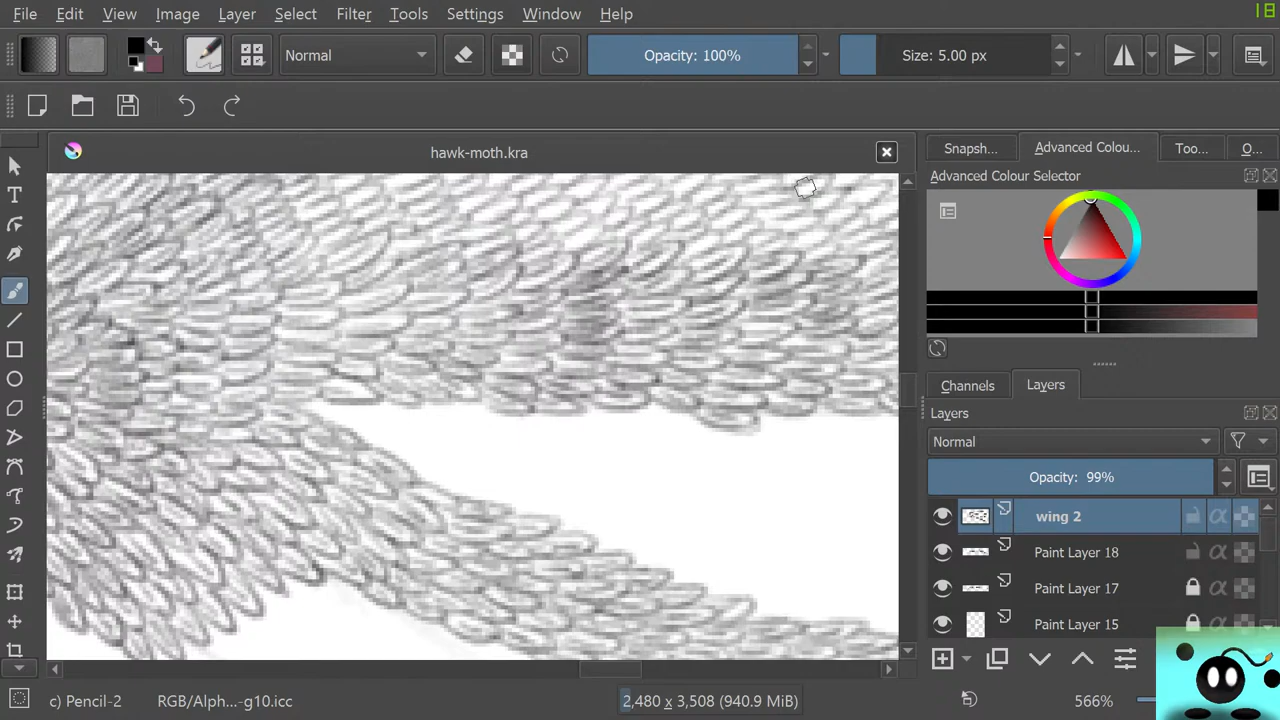 File Edit View Image Layer Select Filter Tools Settings Window Help
18
Normal
Opacity: 100%
Size: 5.00 px
hawk-moth.kra
Snapsh...
Advanced Colou...
Too...
O...
Advanced Colour Selector
Channels
Layers
Layers
Normal
Opacity: 99%
wing 2
Paint Layer 18
Paint Layer 17
Paint Layer 15
c) Pencil-2
RGB/Alph...-g10.icc
2,480 x 3,508 (940.9 MiB)
566%